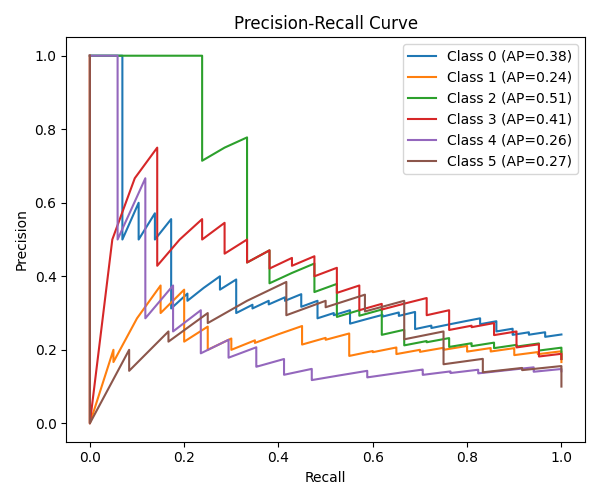 Precision-Recall Curve
Precision
1.0
0.8
0.6
0.4
0.2
0.0
Class 0 (AP=0.38)
Class 1 (AP=0.24)
Class 2 (AP=0.51)
Class 3 (AP=0.41)
Class 4 (AP=0.26)
Class 5 (AP=0.27)
0.0 0.2 0.4 0.6 0.8 1.0
Recall